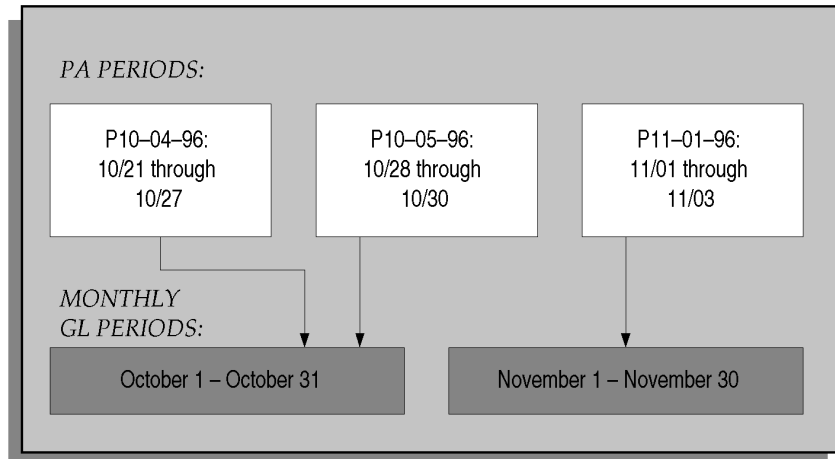 PA PERIODS:
P10–04–96:
10/21 through
10/27
P10–05–96:
10/28 through
10/30
P11–01–96:
11/01 through
11/03
MONTHLY
GL PERIODS:
October 1 – October 31
November 1 – November 30